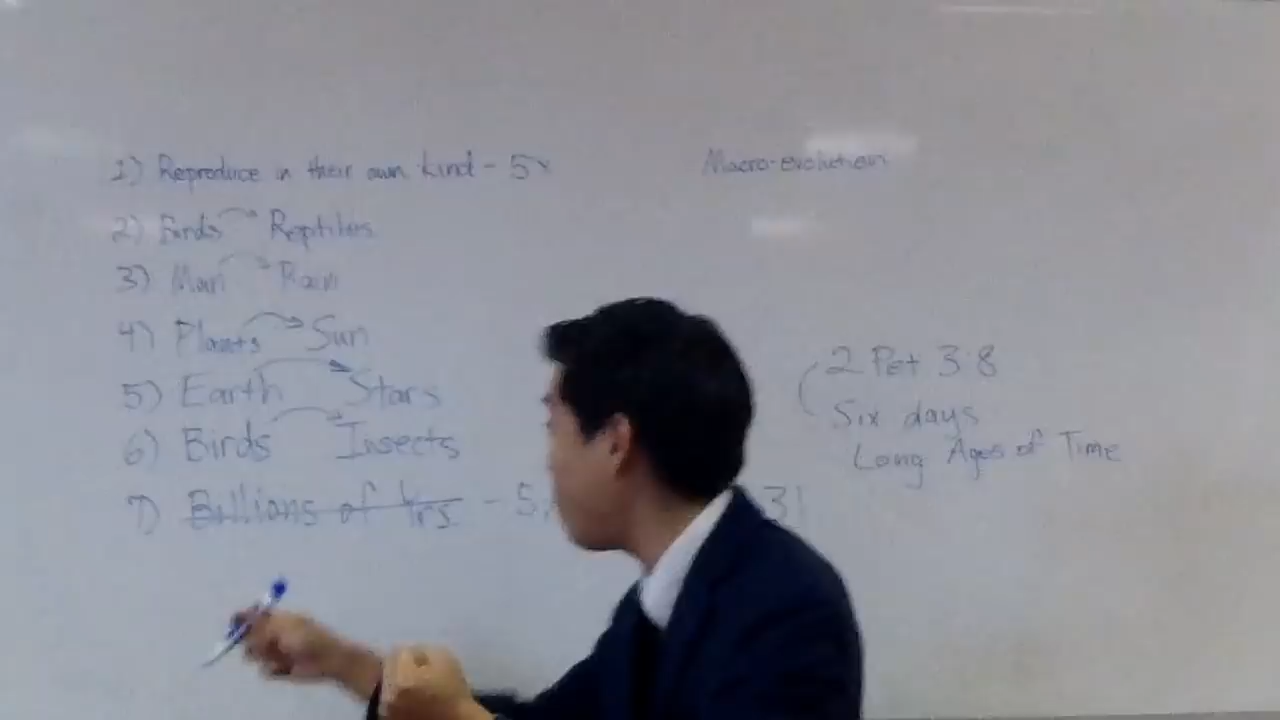 1) Reproduce in their own kind - 5x
Macro-evolution
2) Birds → Reptiles
3) Man → Rain
4) Plants → Sun
5) Earth → Stars
6) Birds → Insects
7) Billions of Yrs - 5, 31
2 Pet 3:8
Six days
Long Ages of Time